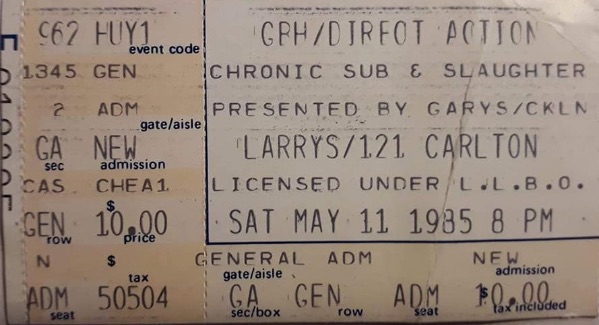 962 HUY1 GBH/DIRECT ACTION
event code
1345 GEN CHRONIC SUB & SLAUGHTER
2 ADM PRESENTED BY GARYS/CKLN
gate/aisle
GA NEW LARRYS/121 CARLTON
sec admission
CAS CHEA1 LICENSED UNDER L.L.B.O.
GEN $10.00 SAT MAY 11 1985 8 PM
row price
N $ GENERAL ADM NEW
tax gate/aisle admission
ADM 50504 GA GEN ADM $10.00
seat sec/box row seat tax included